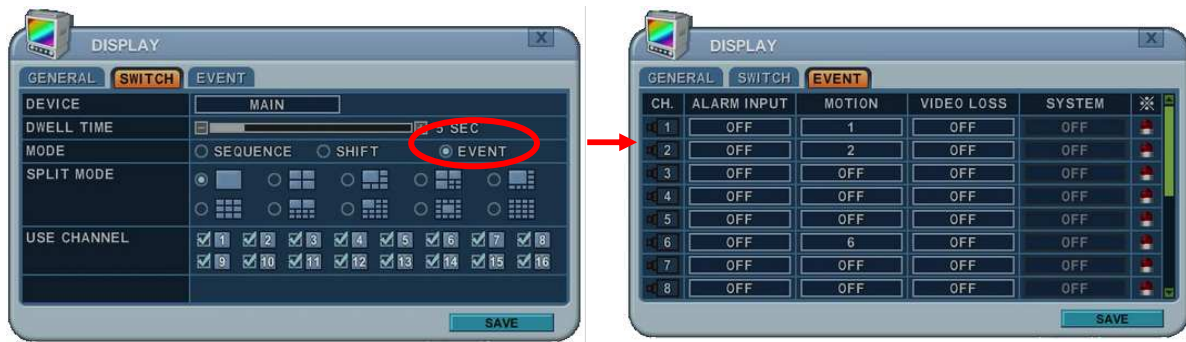 DISPLAY
X
GENERAL SWITCH EVENT
DEVICE MAIN
DWELL TIME 5 SEC
MODE SEQUENCE SHIFT EVENT
SPLIT MODE
USE CHANNEL 1 2 3 4 5 6 7 8
9 10 11 12 13 14 15 16
SAVE
DISPLAY
X
GENERAL SWITCH EVENT
CH. ALARM INPUT MOTION VIDEO LOSS SYSTEM
1 OFF 1 OFF OFF
2 OFF 2 OFF OFF
3 OFF OFF OFF OFF
4 OFF OFF OFF OFF
5 OFF OFF OFF OFF
6 OFF 6 OFF OFF
7 OFF OFF OFF OFF
8 OFF OFF OFF OFF
SAVE